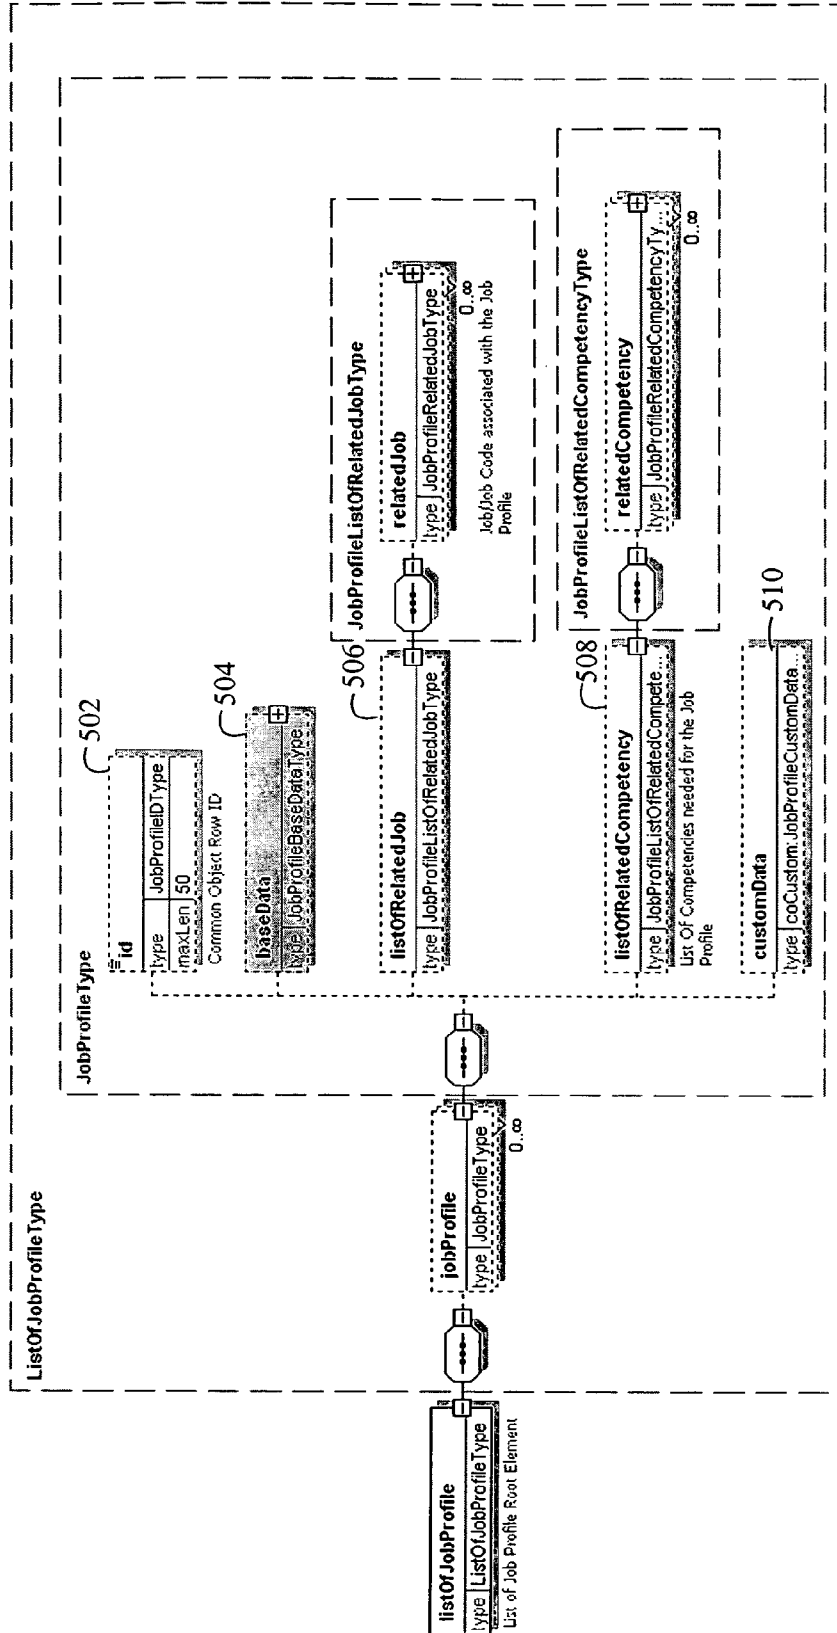 ListOfJobProfileType
JobProfileType
listOfJobProfile
type ListOfJobProfileType
List of Job Profile Root Element
jobProfile
type JobProfileType
0..∞
502
id
type JobProfileIDType
maxLen 50
Common Object Row ID
504
baseData
type JobProfileBaseDataType
506
listOfRelatedJob
type JobProfileListOfRelatedJobType
JobProfileListOfRelatedJobType
relatedJob
type JobProfileRelatedJobType
0..∞
Job/Job Code associated with the Job
Profile
508
listOfRelatedCompetency
type JobProfileListOfRelatedCompete...
List Of Competencies needed for the Job
Profile
JobProfileListOfRelatedCompetencyType
relatedCompetency
type JobProfileRelatedCompetencyTy...
0..∞
510
customData
type coCustom:JobProfileCustomData...